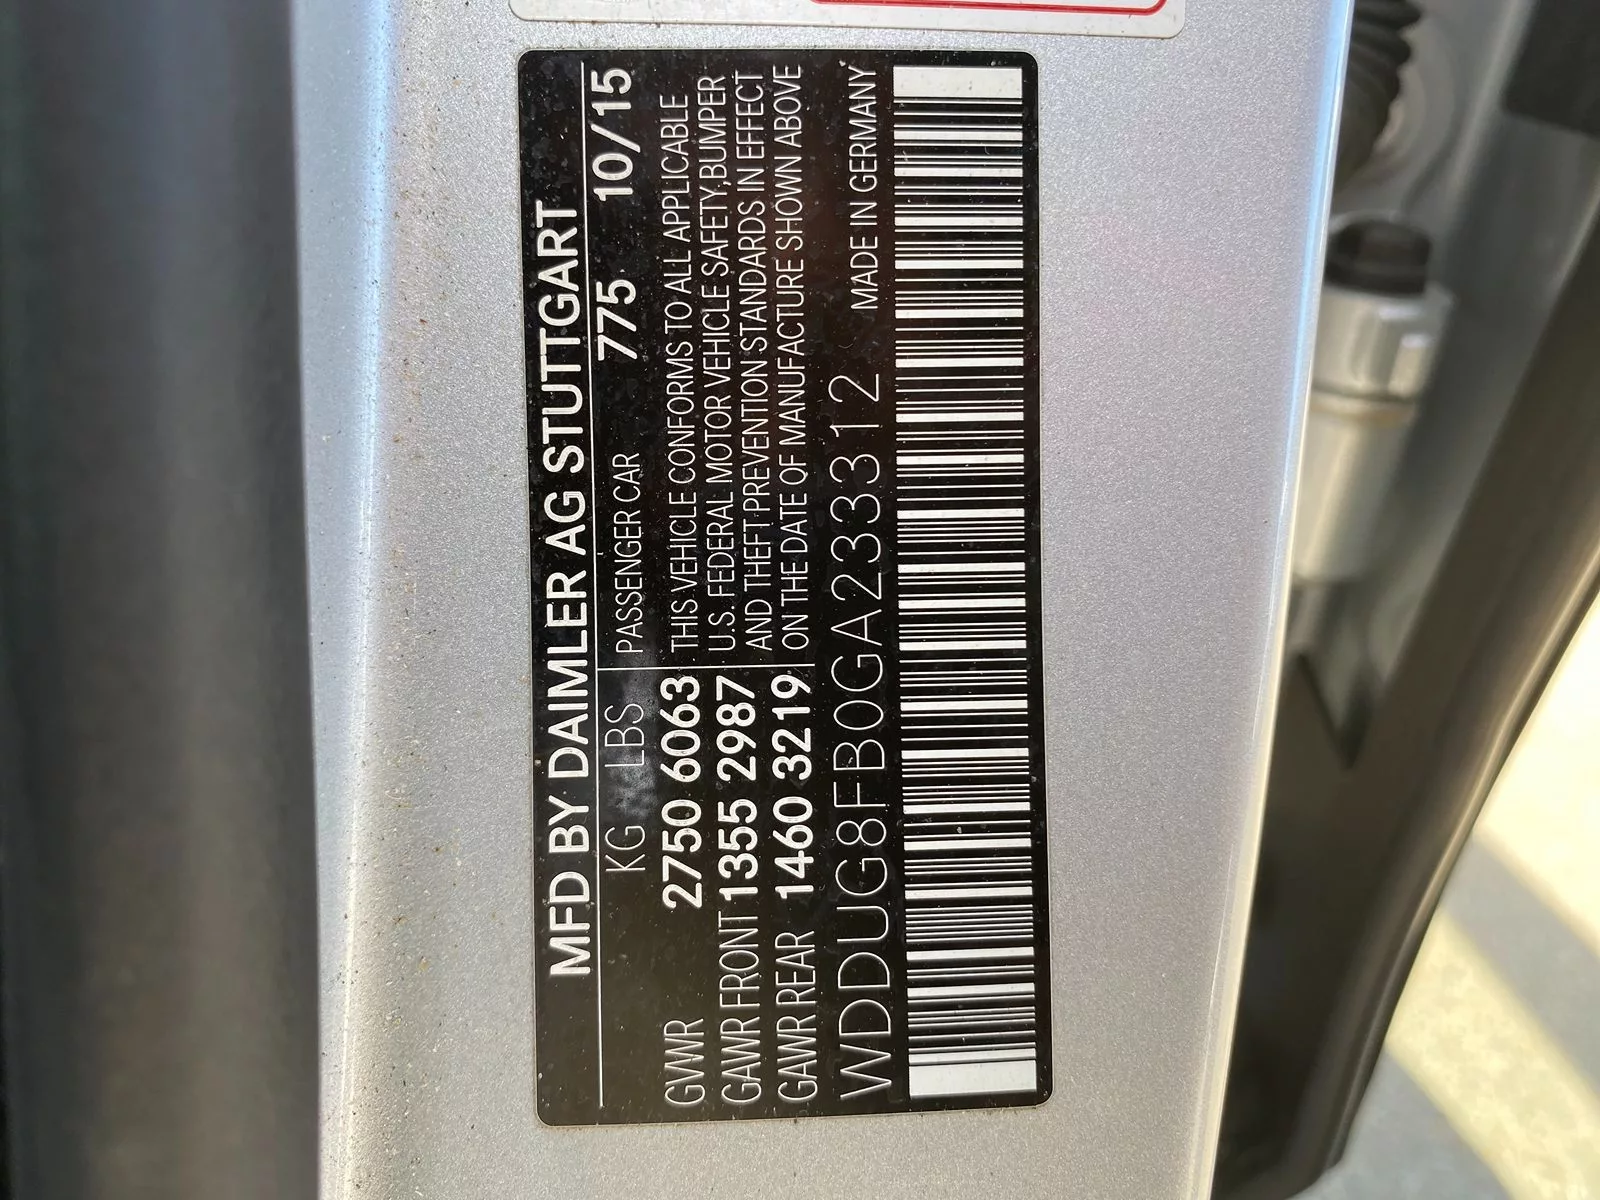 MFD BY DAIMLER AG STUTTGART
KG LBS PASSENGER CAR 775 10/15
GVWR 2750 6063 THIS VEHICLE CONFORMS TO ALL APPLICABLE
GAWR FRONT 1355 2987 U.S. FEDERAL MOTOR VEHICLE SAFETY,BUMPER
AND THEFT PREVENTION STANDARDS IN EFFECT
GAWR REAR 1460 3219 ON THE DATE OF MANUFACTURE SHOWN ABOVE
WDDUG8FB0GA233312 MADE IN GERMANY